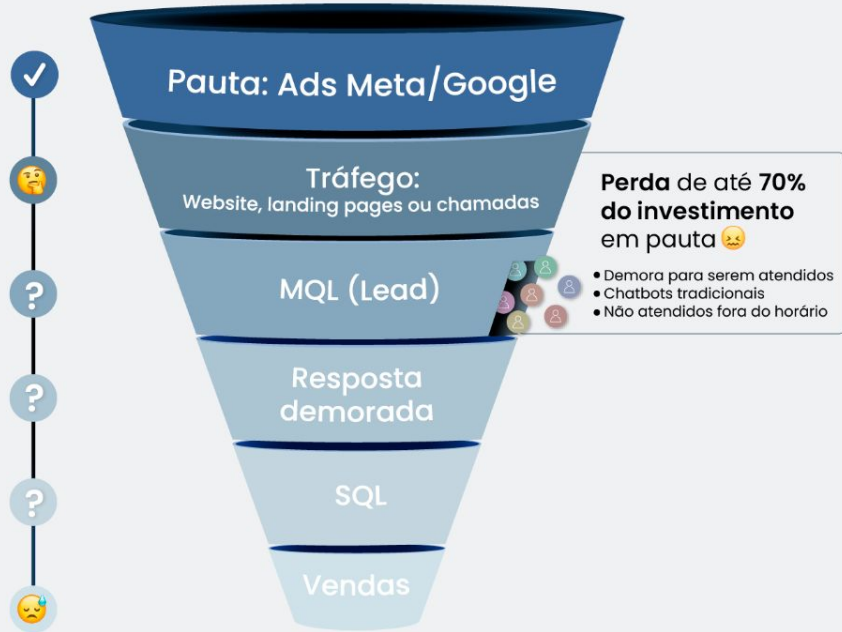 Pauta: Ads Meta/Google
Tráfego:
Website, landing pages ou chamadas
Perda de até 70%
do investimento
em pauta 😖
• Demora para serem atendidos
• Chatbots tradicionais
• Não atendidos fora do horário
MQL (Lead)
Resposta
demorada
SQL
Vendas
?
?
?